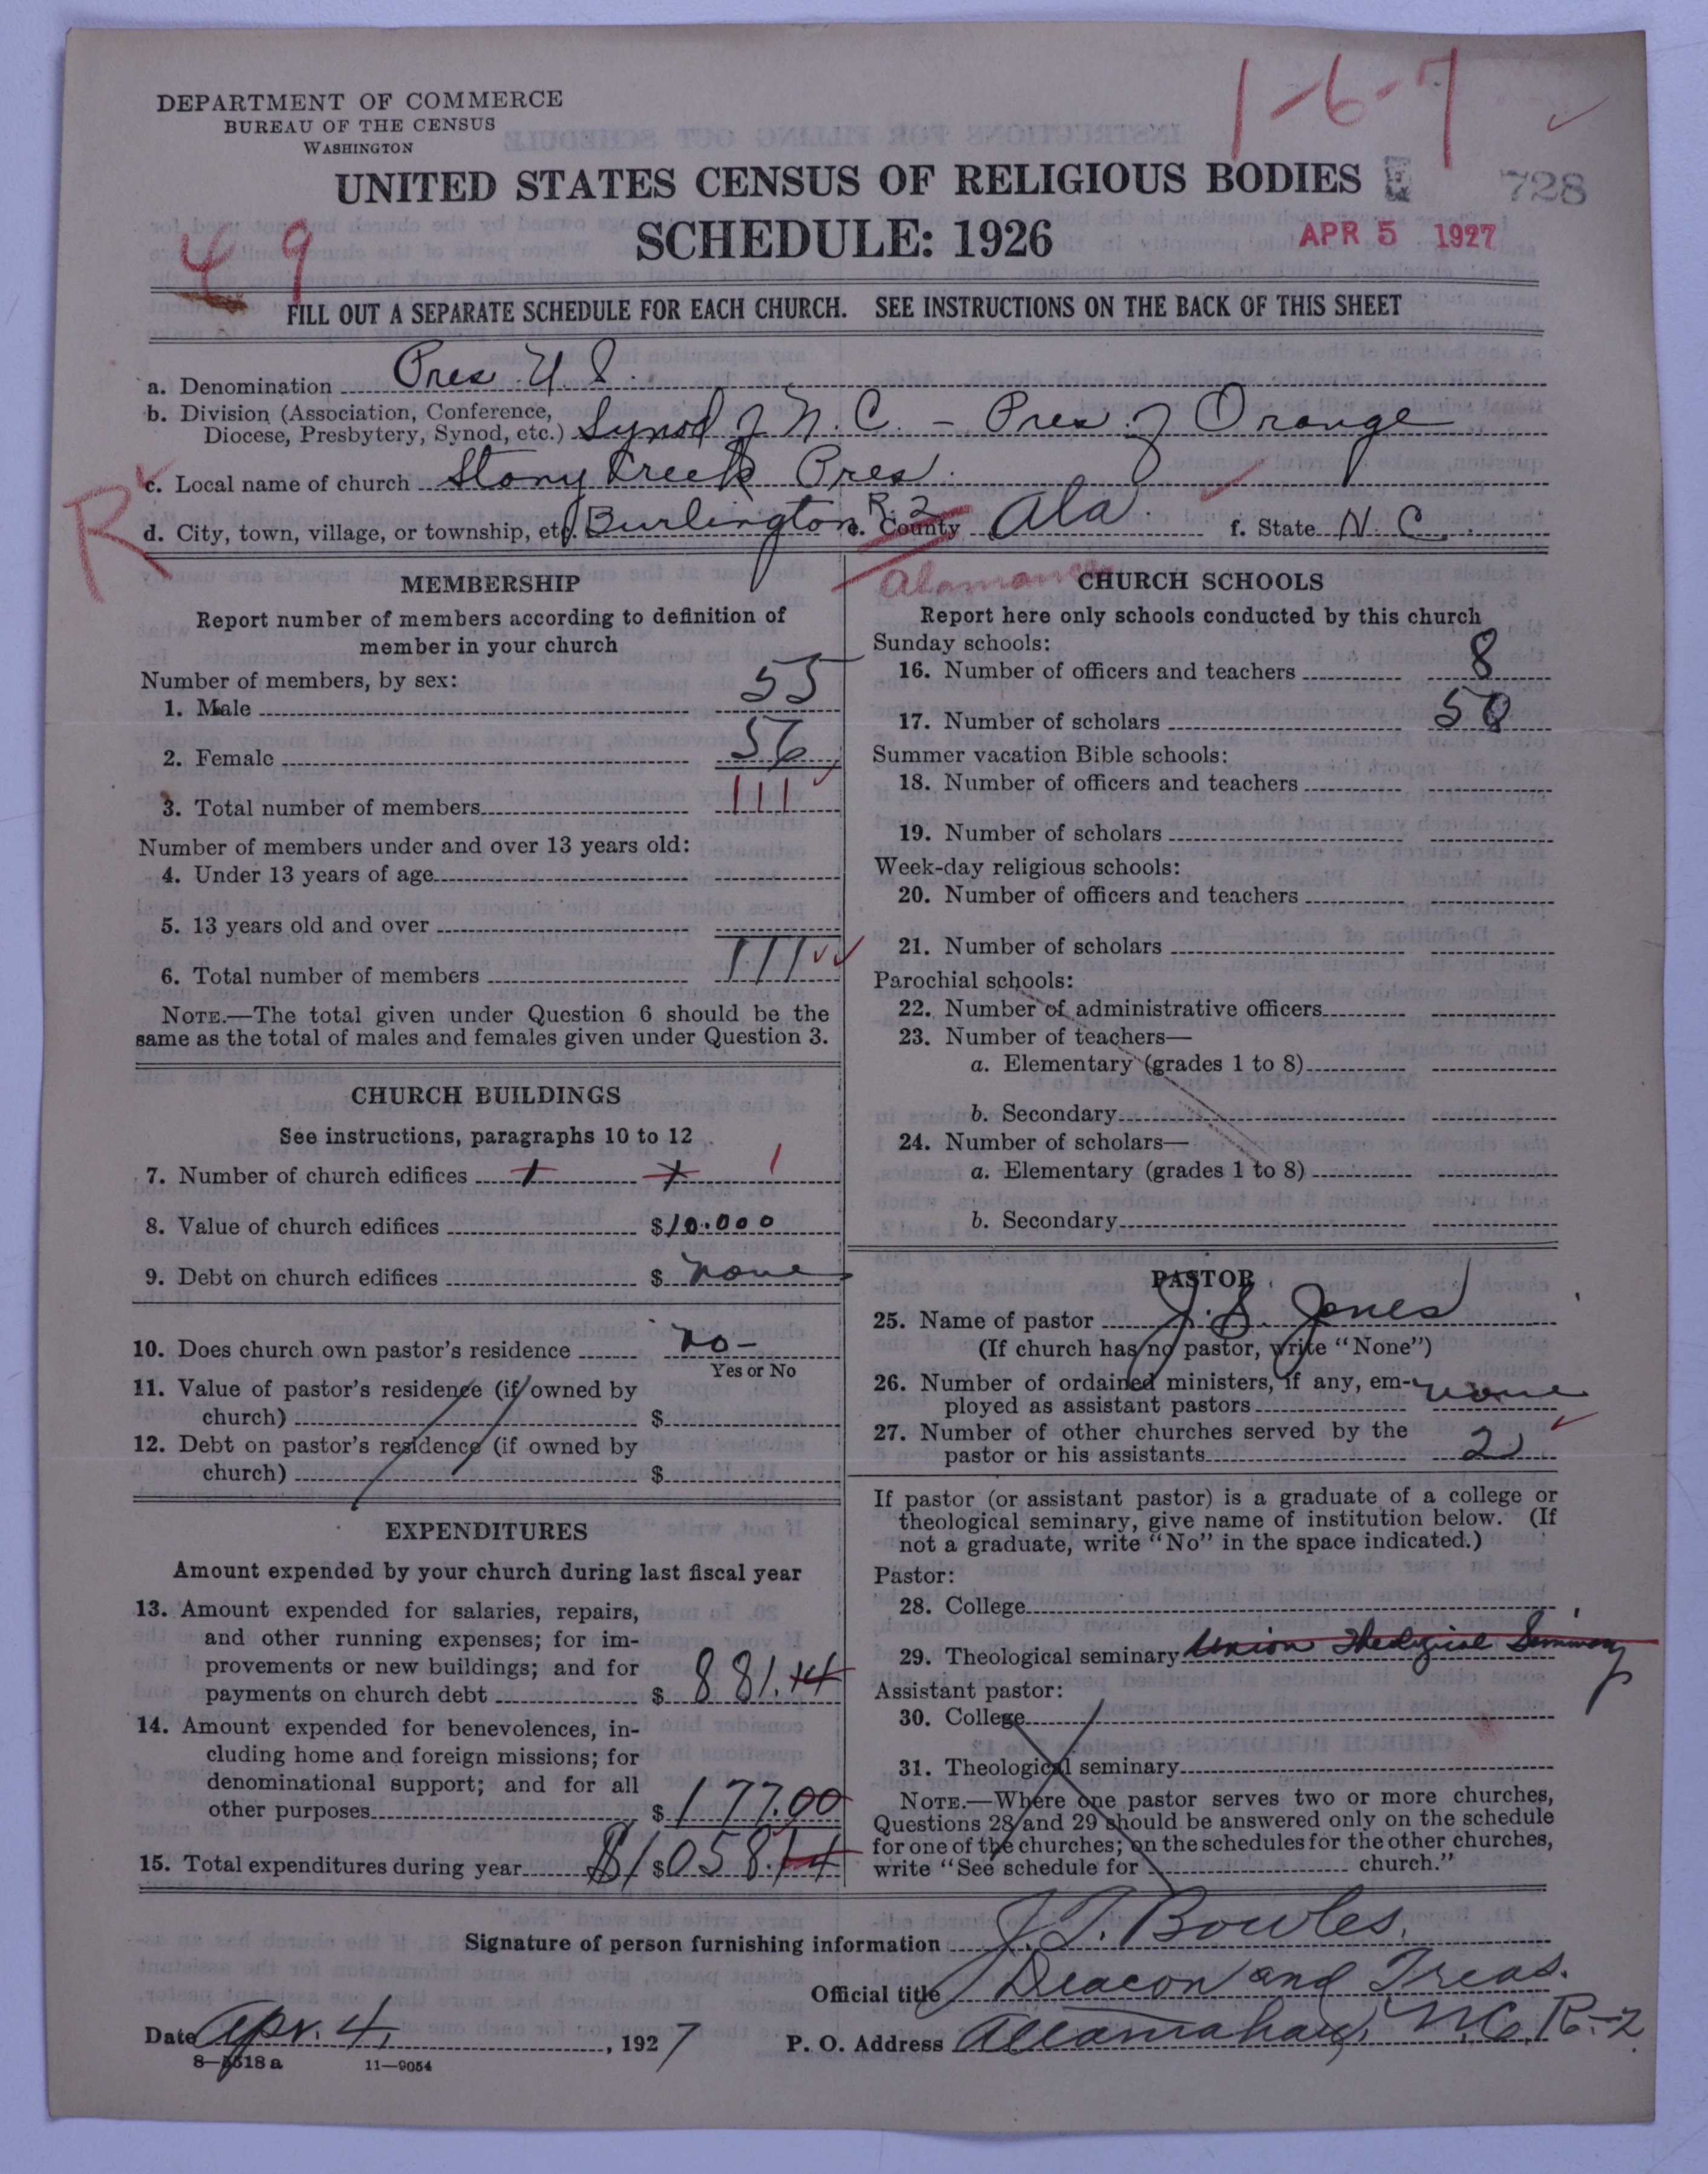 1-6-7
DEPARTMENT OF COMMERCE
BUREAU OF THE CENSUS
WASHINGTON
UNITED STATES CENSUS OF RELIGIOUS BODIES
728
SCHEDULE: 1926
APR 5 1927
49
FILL OUT A SEPARATE SCHEDULE FOR EACH CHURCH. SEE INSTRUCTIONS ON THE BACK OF THIS SHEET
a. Denomination Pres. U S.
b. Division (Association, Conference, Diocese, Presbytery, Synod, etc.) Synod of N. C. - Pres. of Orange
R
c. Local name of church Stony Creek Pres.
d. City, town, village, or township, etc. Burlington R. 2 e. County Ala. f. State N. C.
Alamance
MEMBERSHIP
Report number of members according to definition of
member in your church
Number of members, by sex:
1. Male 55
2. Female 56
3. Total number of members 111
Number of members under and over 13 years old:
4. Under 13 years of age
5. 13 years old and over
6. Total number of members 111
NOTE.—The total given under Question 6 should be the
same as the total of males and females given under Question 3.
CHURCH BUILDINGS
See instructions, paragraphs 10 to 12
7. Number of church edifices 1 1 1
8. Value of church edifices $10.000
9. Debt on church edifices $ none
10. Does church own pastor's residence no-
Yes or No
11. Value of pastor's residence (if owned by
church) $
12. Debt on pastor's residence (if owned by
church) $
EXPENDITURES
Amount expended by your church during last fiscal year
13. Amount expended for salaries, repairs,
and other running expenses; for im-
provements or new buildings; and for
payments on church debt $ 881.14
14. Amount expended for benevolences, in-
cluding home and foreign missions; for
denominational support; and for all
other purposes $ 177.00
15. Total expenditures during year $1 $058.14
CHURCH SCHOOLS
Report here only schools conducted by this church
Sunday schools:
16. Number of officers and teachers 8
17. Number of scholars 50
Summer vacation Bible schools:
18. Number of officers and teachers
19. Number of scholars
Week-day religious schools:
20. Number of officers and teachers
21. Number of scholars
Parochial schools:
22. Number of administrative officers
23. Number of teachers—
a. Elementary (grades 1 to 8)
b. Secondary
24. Number of scholars—
a. Elementary (grades 1 to 8)
b. Secondary
PASTOR
25. Name of pastor J. S. Jones
(If church has no pastor, write "None")
26. Number of ordained ministers, if any, em-
ployed as assistant pastors none
27. Number of other churches served by the
pastor or his assistants 2
If pastor (or assistant pastor) is a graduate of a college or
theological seminary, give name of institution below. (If
not a graduate, write "No" in the space indicated.)
Pastor:
28. College
29. Theological seminary Union Theological Seminary
Assistant pastor:
30. College
31. Theological seminary
NOTE.—Where one pastor serves two or more churches,
Questions 28 and 29 should be answered only on the schedule
for one of the churches; on the schedules for the other churches,
write "See schedule for church."
Signature of person furnishing information J. T. Bowles.
Official title Deacon and Treas.
Date Apr. 4, 1927 P. O. Address Altamahaw, N.C. R-2
8—5518 a 11—9054